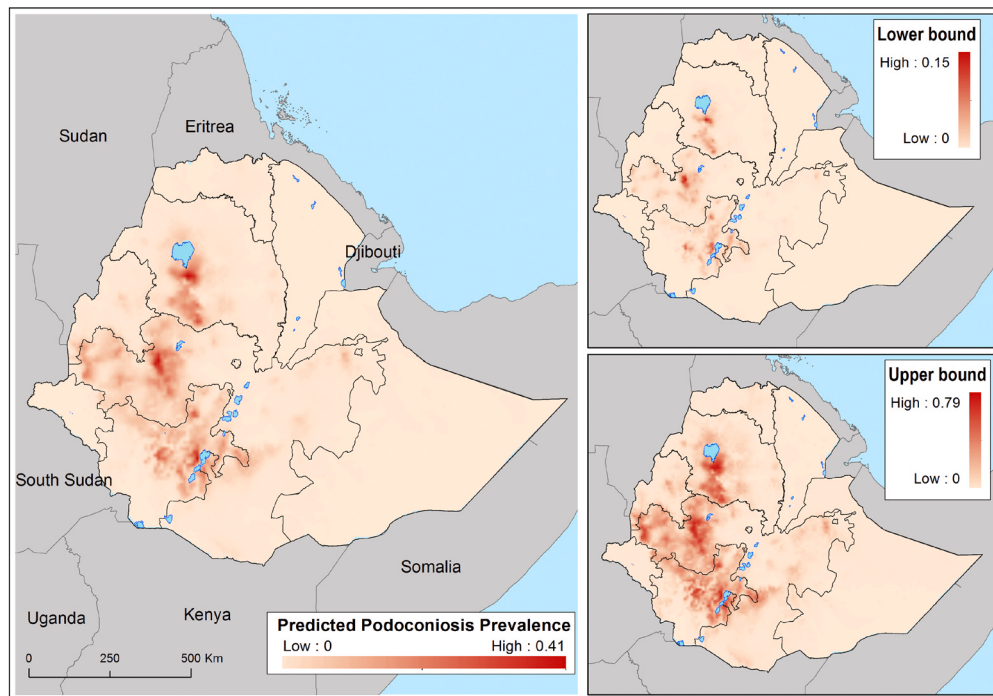 Sudan
Eritrea
Djibouti
South Sudan
Somalia
Uganda
Kenya
Predicted Podoconiosis Prevalence
Low : 0 High : 0.41
0 250 500 Km
Lower bound
High : 0.15
Low : 0
Upper bound
High : 0.79
Low : 0